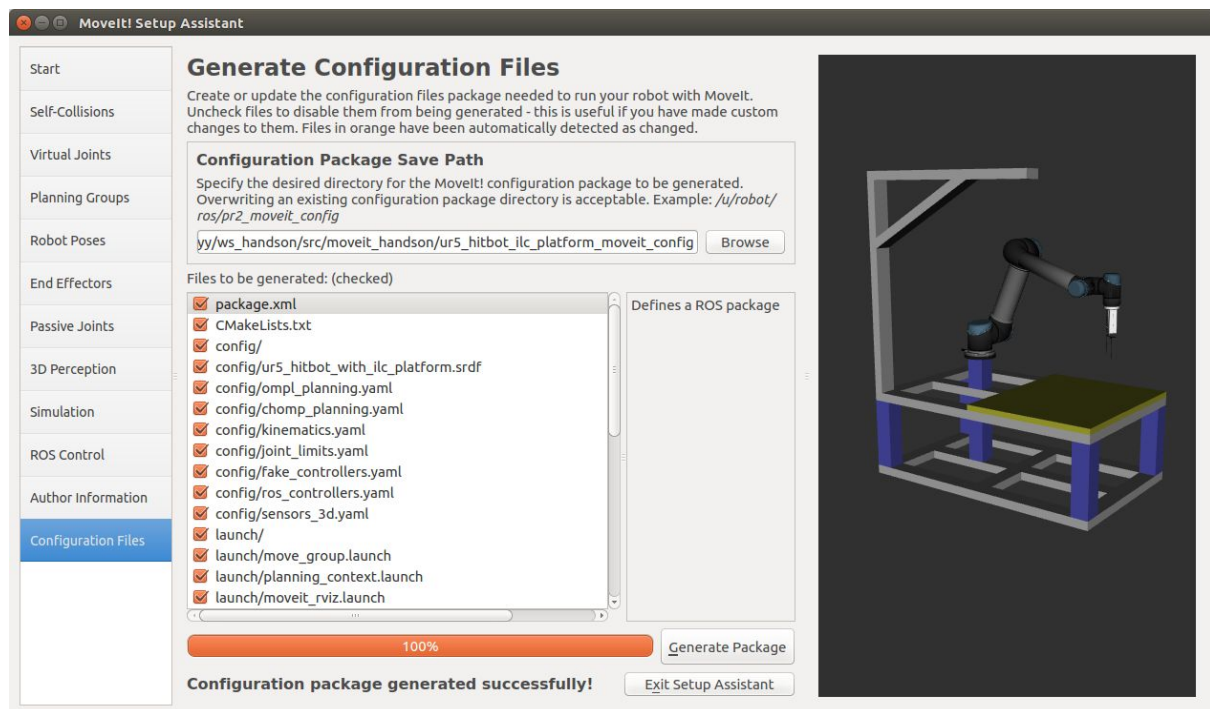 MoveIt! Setup Assistant
Start
Self-Collisions
Virtual Joints
Planning Groups
Robot Poses
End Effectors
Passive Joints
3D Perception
Simulation
ROS Control
Author Information
Configuration Files
Generate Configuration Files
Create or update the configuration files package needed to run your robot with MoveIt.
Uncheck files to disable them from being generated - this is useful if you have made custom
changes to them. Files in orange have been automatically detected as changed.
Configuration Package Save Path
Specify the desired directory for the MoveIt! configuration package to be generated.
Overwriting an existing configuration package directory is acceptable. Example: /u/robot/
ros/pr2_moveit_config
yy/ws_handson/src/moveit_handson/ur5_hitbot_ilc_platform_moveit_config
Browse
Files to be generated: (checked)
package.xml
CMakeLists.txt
config/
config/ur5_hitbot_with_ilc_platform.srdf
config/ompl_planning.yaml
config/chomp_planning.yaml
config/kinematics.yaml
config/joint_limits.yaml
config/fake_controllers.yaml
config/ros_controllers.yaml
config/sensors_3d.yaml
launch/
launch/move_group.launch
launch/planning_context.launch
launch/moveit_rviz.launch
Defines a ROS package
100%
Generate Package
Configuration package generated successfully!
Exit Setup Assistant